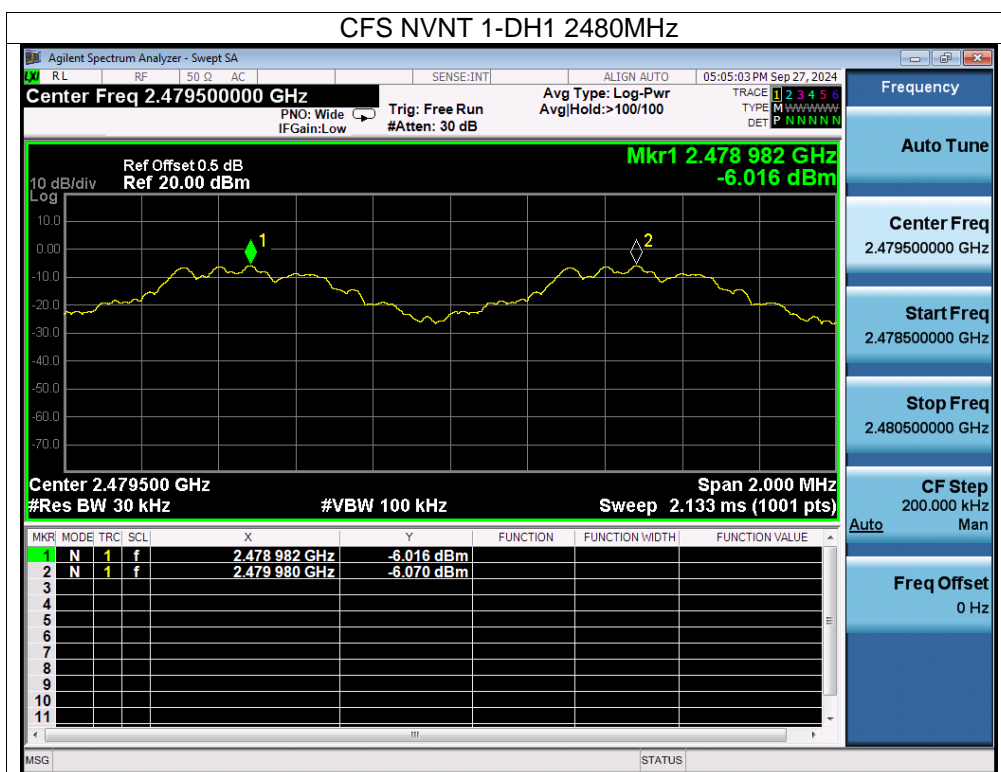 CFS NVNT 1-DH1 2480MHz
Agilent Spectrum Analyzer - Swept SA
LXI RL RF 50 Ω AC SENSE:INT ALIGN AUTO 05:05:03 PM Sep 27, 2024
Center Freq 2.479500000 GHz
PNO: Wide
IFGain:Low
Trig: Free Run
#Atten: 30 dB
Avg Type: Log-Pwr
Avg|Hold:>100/100
TRACE 1 2 3 4 5 6
TYPE M WWWWW
DET P N N N N N
Mkr1 2.478 982 GHz
-6.016 dBm
Ref Offset 0.5 dB
Ref 20.00 dBm
10 dB/div
Log
10.0
0.00
-10.0
-20.0
-30.0
-40.0
-50.0
-60.0
-70.0
1
2
Center 2.479500 GHz
Span 2.000 MHz
#Res BW 30 kHz
#VBW 100 kHz
Sweep 2.133 ms (1001 pts)
MKR MODE TRC SCL X Y FUNCTION FUNCTION WIDTH FUNCTION VALUE
1 N 1 f 2.478 982 GHz -6.016 dBm
2 N 1 f 2.479 980 GHz -6.070 dBm
3
4
5
6
7
8
9
10
11
MSG
STATUS
Frequency
Auto Tune
Center Freq
2.479500000 GHz
Start Freq
2.478500000 GHz
Stop Freq
2.480500000 GHz
CF Step
200.000 kHz
Auto Man
Freq Offset
0 Hz